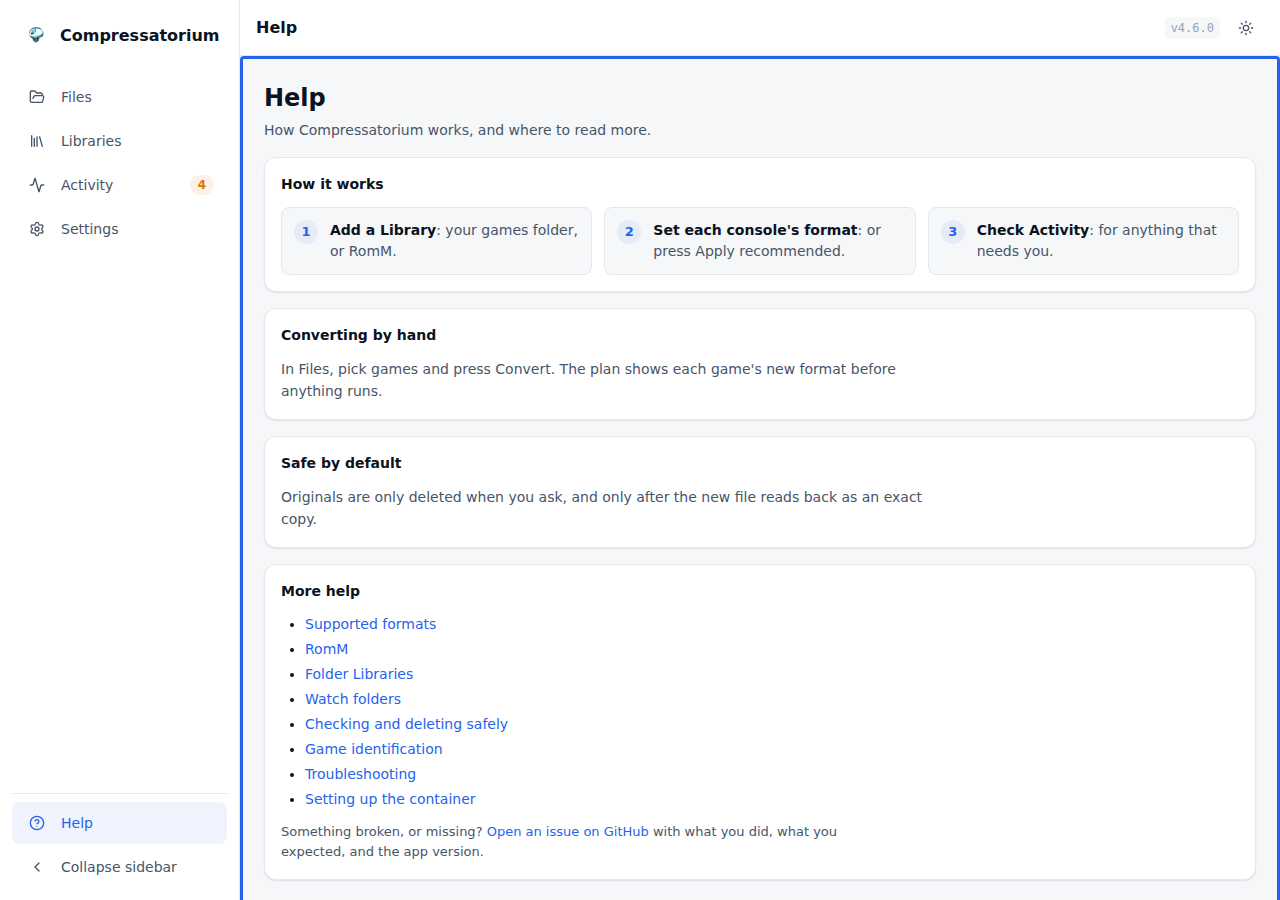 Compressatorium
Help
v4.6.0
Files
Libraries
Activity
4
Settings
Help
How Compressatorium works, and where to read more.
How it works
1
Add a Library: your games folder,
or RomM.
2
Set each console's format: or
press Apply recommended.
3
Check Activity: for anything that
needs you.
Converting by hand
In Files, pick games and press Convert. The plan shows each game's new format before
anything runs.
Safe by default
Originals are only deleted when you ask, and only after the new file reads back as an exact
copy.
More help
Supported formats
RomM
Folder Libraries
Watch folders
Checking and deleting safely
Game identification
Troubleshooting
Setting up the container
Something broken, or missing? Open an issue on GitHub with what you did, what you
expected, and the app version.
Help
Collapse sidebar